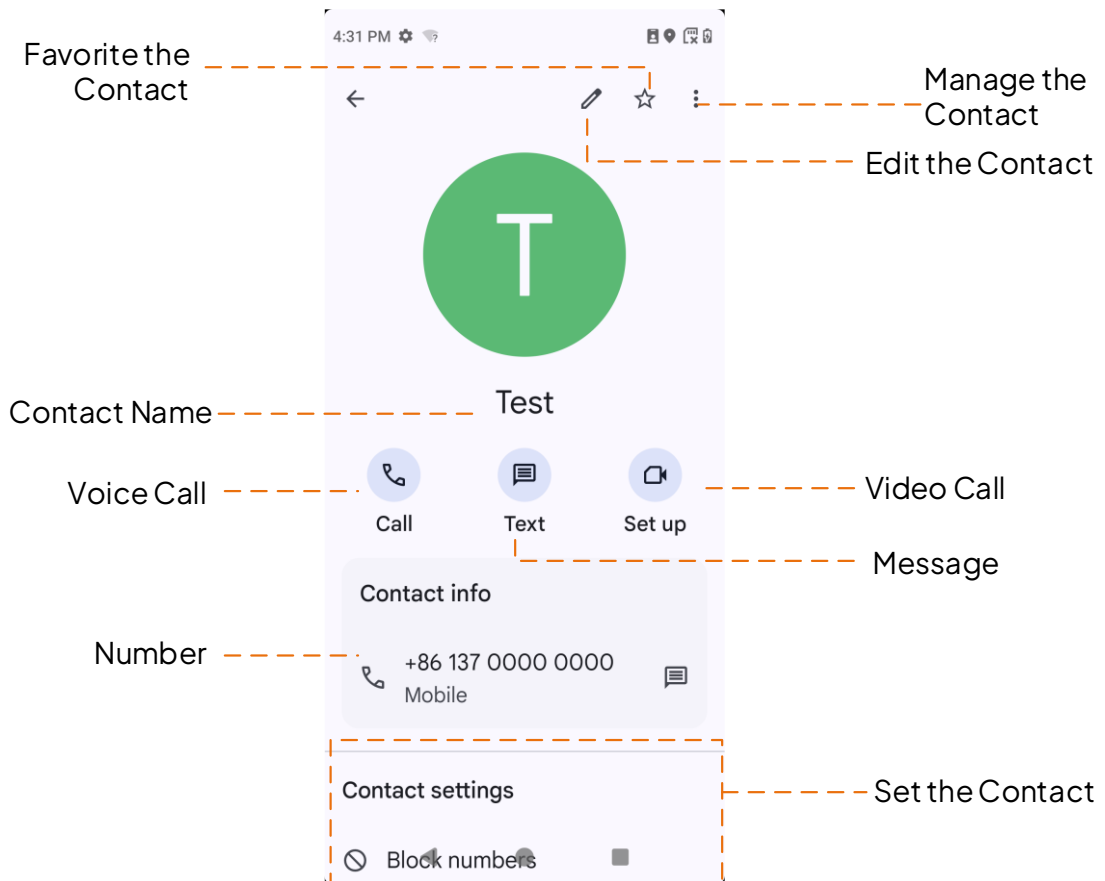 4:31 PM
Favorite the
Contact
Manage the
Contact
Edit the Contact
T
Test
Contact Name
Voice Call
Video Call
Call
Text
Set up
Message
Contact info
Number
+86 137 0000 0000
Mobile
Contact settings
Set the Contact
Block numbers